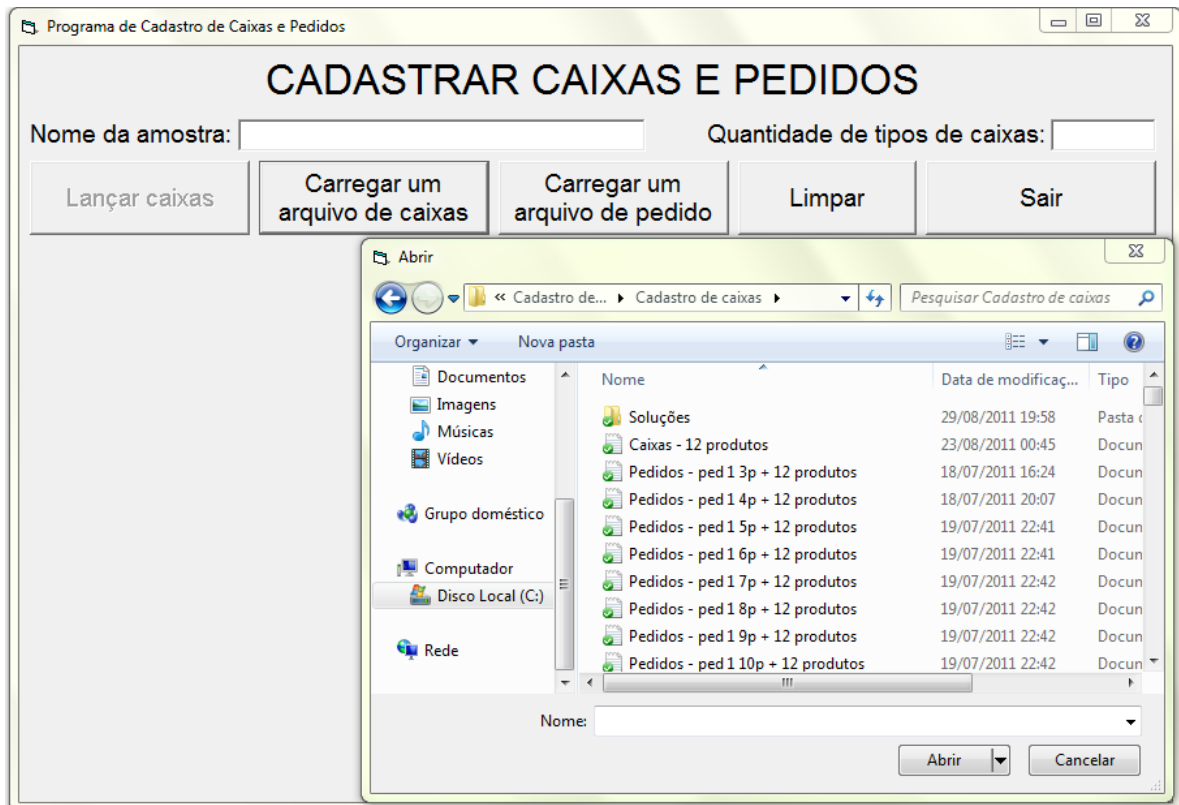 Programa de Cadastro de Caixas e Pedidos
CADASTRAR CAIXAS E PEDIDOS
Nome da amostra: Quantidade de tipos de caixas:
Lançar caixas
Carregar um
arquivo de caixas
Carregar um
arquivo de pedido
Limpar
Sair
Abrir
« Cadastro de... Cadastro de caixas Pesquisar Cadastro de caixas
Organizar Nova pasta
Documentos
Imagens
Músicas
Vídeos
Grupo doméstico
Computador
Disco Local (C:)
Rede
Nome Data de modificaç... Tipo
Soluções 29/08/2011 19:58 Pasta
Caixas - 12 produtos 23/08/2011 00:45 Docun
Pedidos - ped 1 3p + 12 produtos 18/07/2011 16:24 Docun
Pedidos - ped 1 4p + 12 produtos 18/07/2011 20:07 Docun
Pedidos - ped 1 5p + 12 produtos 19/07/2011 22:41 Docun
Pedidos - ped 1 6p + 12 produtos 19/07/2011 22:41 Docun
Pedidos - ped 1 7p + 12 produtos 19/07/2011 22:42 Docun
Pedidos - ped 1 8p + 12 produtos 19/07/2011 22:42 Docun
Pedidos - ped 1 9p + 12 produtos 19/07/2011 22:42 Docun
Pedidos - ped 1 10p + 12 produtos 19/07/2011 22:42 Docun
Nome:
Abrir Cancelar